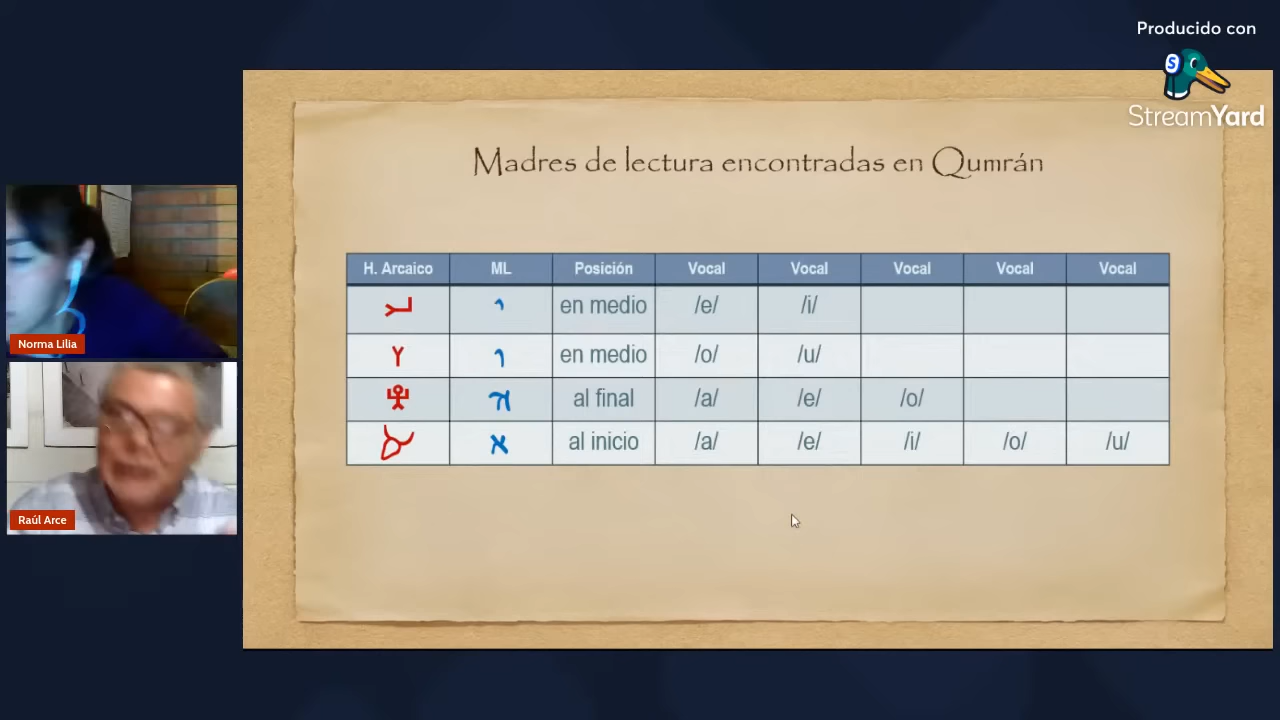 Producido con
StreamYard
Madres de lectura encontradas en Qumrán
H. Arcaico ML Posición Vocal Vocal Vocal Vocal Vocal
י en medio /e/ /i/
ו en medio /o/ /u/
ה al final /a/ /e/ /o/
א al inicio /a/ /e/ /i/ /o/ /u/
Norma Lilia
Raúl Arce